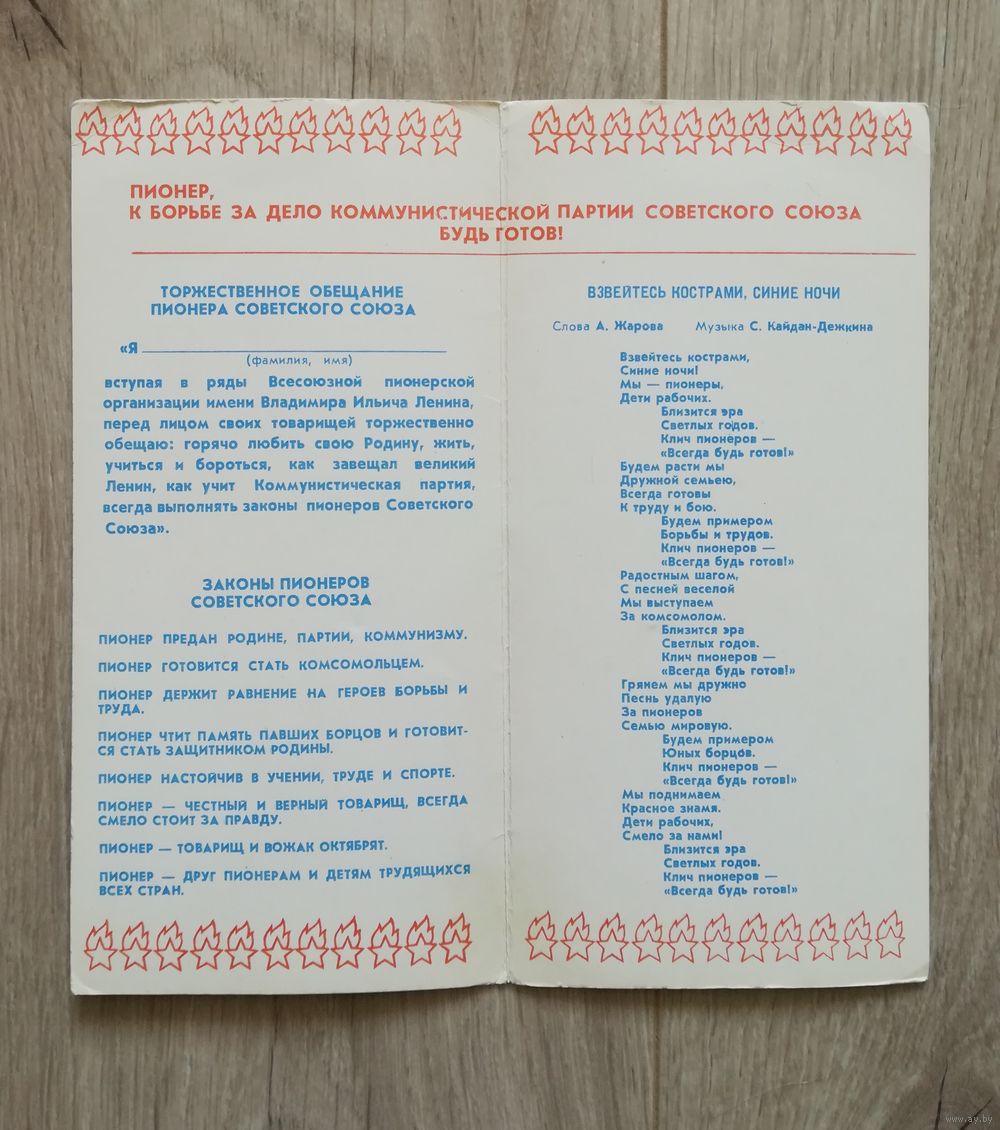 ПИОНЕР,
К БОРЬБЕ ЗА ДЕЛО КОММУНИСТИЧЕСКОЙ ПАРТИИ СОВЕТСКОГО СОЮЗА
БУДЬ ГОТОВ!
ТОРЖЕСТВЕННОЕ ОБЕЩАНИЕ
ПИОНЕРА СОВЕТСКОГО СОЮЗА
«Я
(фамилия, имя)
вступая в ряды Всесоюзной пионерской
организации имени Владимира Ильича Ленина,
перед лицом своих товарищей торжественно
обещаю: горячо любить свою Родину, жить,
учиться и бороться, как завещал великий
Ленин, как учит Коммунистическая партия,
всегда выполнять законы пионеров Советского
Союза».
ЗАКОНЫ ПИОНЕРОВ
СОВЕТСКОГО СОЮЗА
ПИОНЕР ПРЕДАН РОДИНЕ, ПАРТИИ, КОММУНИЗМУ.
ПИОНЕР ГОТОВИТСЯ СТАТЬ КОМСОМОЛЬЦЕМ.
ПИОНЕР ДЕРЖИТ РАВНЕНИЕ НА ГЕРОЕВ БОРЬБЫ И
ТРУДА.
ПИОНЕР ЧТИТ ПАМЯТЬ ПАВШИХ БОРЦОВ И ГОТОВИТ-
СЯ СТАТЬ ЗАЩИТНИКОМ РОДИНЫ.
ПИОНЕР НАСТОЙЧИВ В УЧЕНИИ, ТРУДЕ И СПОРТЕ.
ПИОНЕР — ЧЕСТНЫЙ И ВЕРНЫЙ ТОВАРИЩ, ВСЕГДА
СМЕЛО СТОИТ ЗА ПРАВДУ.
ПИОНЕР — ТОВАРИЩ И ВОЖАК ОКТЯБРЯТ.
ПИОНЕР — ДРУГ ПИОНЕРАМ И ДЕТЯМ ТРУДЯЩИХСЯ
ВСЕХ СТРАН.
ВЗВЕЙТЕСЬ КОСТРАМИ, СИНИЕ НОЧИ
Слова А. Жарова Музыка С. Кайдан-Дежкина
Взвейтесь кострами,
Синие ночи!
Мы — пионеры,
Дети рабочих.
Близится эра
Светлых годов.
Клич пионеров —
«Всегда будь готов!»
Будем расти мы
Дружной семьею,
Всегда готовы
К труду и бою.
Будем примером
Борьбы и трудов.
Клич пионеров —
«Всегда будь готов!»
Радостным шагом,
С песней веселой
Мы выступаем
За комсомолом.
Близится эра
Светлых годов.
Клич пионеров —
«Всегда будь готов!»
Грянем мы дружно
Песнь удалую
За пионеров
Семью мировую.
Будем примером
Юных борцов.
Клич пионеров —
«Всегда будь готов!»
Мы поднимаем
Красное знамя.
Дети рабочих,
Смело за нами!
Близится эра
Светлых годов.
Клич пионеров —
«Всегда будь готов!»
www.ay.by